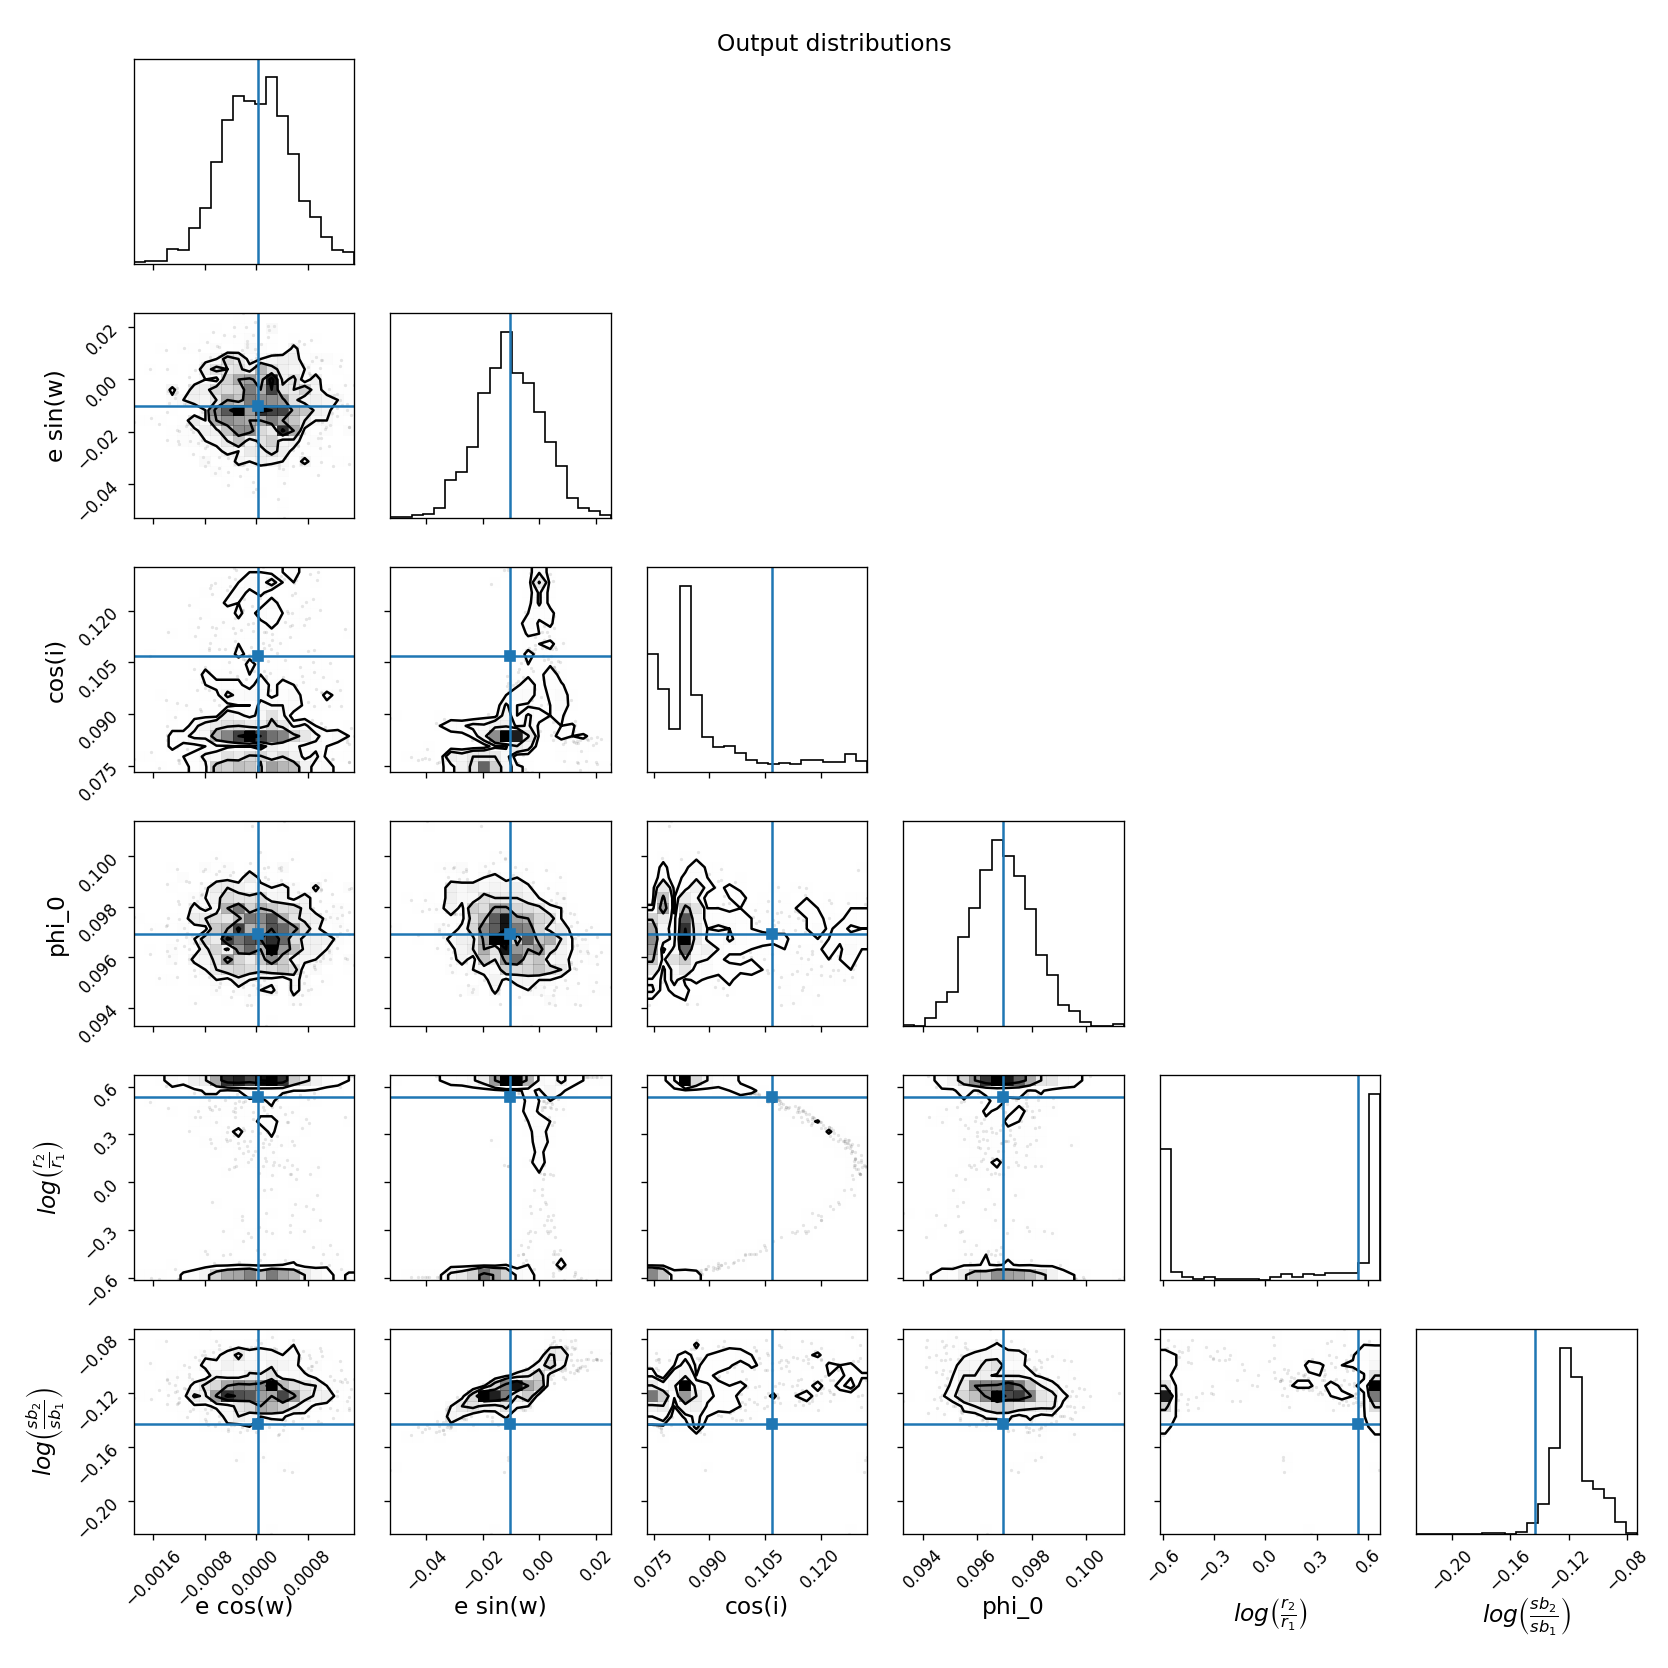 Output distributions
e sin(w)
0.02
0.00
−0.02
−0.04
cos(i)
0.120
0.105
0.090
0.075
phi_0
0.100
0.098
0.096
0.094
log(r2/r1)
0.6
0.3
0.0
−0.3
−0.6
log(sb2/sb1)
−0.08
−0.12
−0.16
−0.20
−0.0016 −0.0008 0.0000 0.0008
−0.04 −0.02 0.00 0.02
0.075 0.090 0.105 0.120
0.094 0.096 0.098 0.100
−0.6 −0.3 0.0 0.3 0.6
−0.20 −0.16 −0.12 −0.08
e cos(w) e sin(w) cos(i) phi_0 log(r2/r1) log(sb2/sb1)